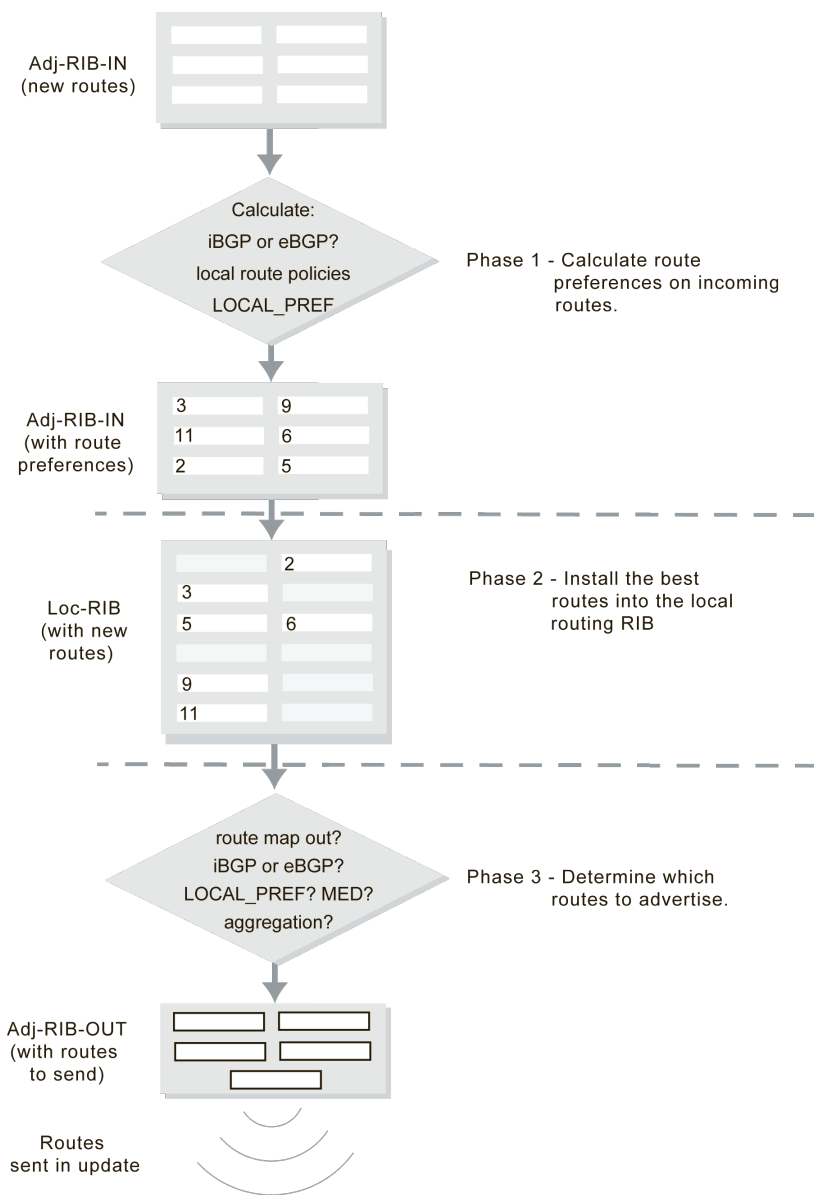 Adj-RIB-IN
(new routes)
Calculate:
iBGP or eBGP?
local route policies
LOCAL_PREF
Phase 1 - Calculate route
preferences on incoming
routes.
Adj-RIB-IN
(with route
preferences)
3 9
11 6
2 5
Loc-RIB
(with new
routes)
2
3
5 6
9
11
Phase 2 - Install the best
routes into the local
routing RIB
route map out?
iBGP or eBGP?
LOCAL_PREF? MED?
aggregation?
Phase 3 - Determine which
routes to advertise.
Adj-RIB-OUT
(with routes
to send)
Routes
sent in update